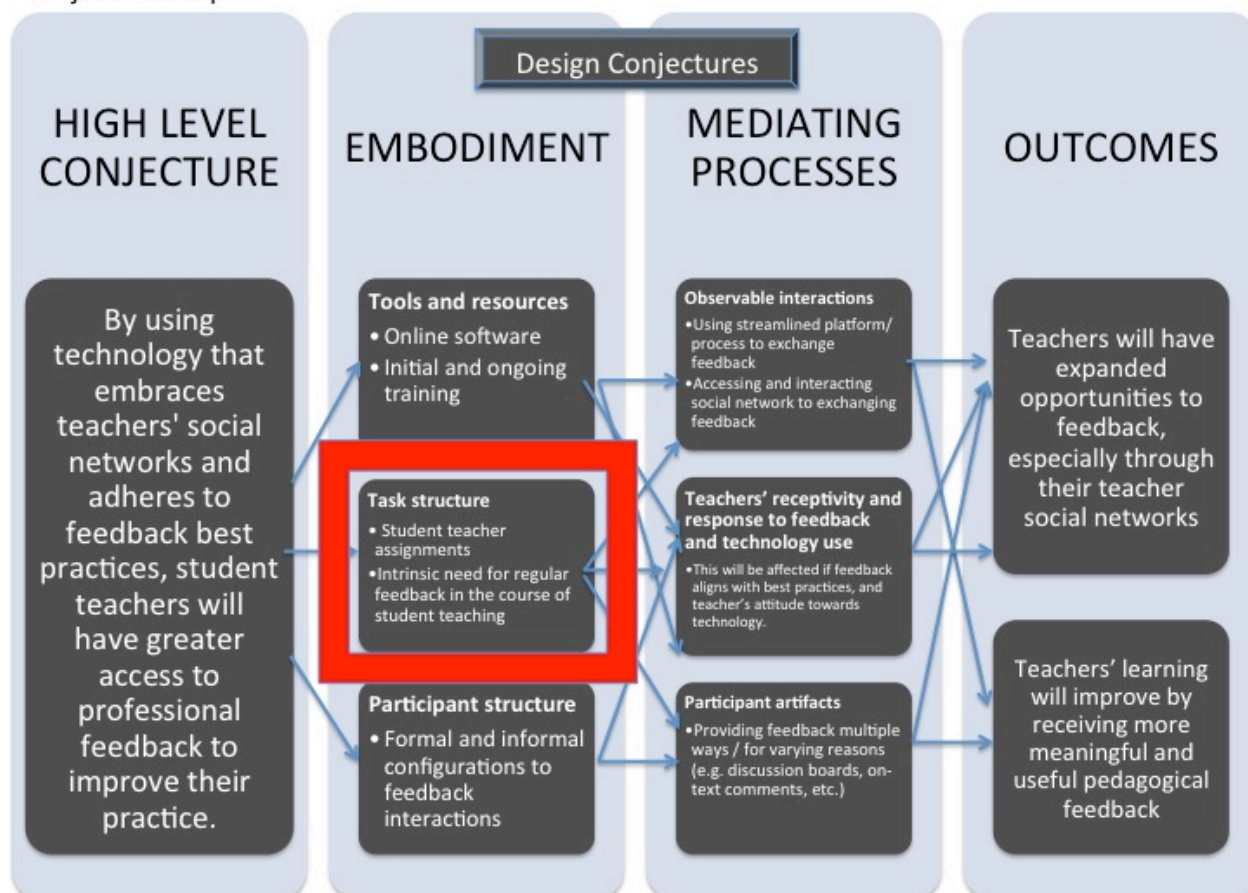 Design Conjectures
HIGH LEVEL
CONJECTURE
EMBODIMENT
MEDIATING
PROCESSES
OUTCOMES
By using
technology that
embraces
teachers' social
networks and
adheres to
feedback best
practices, student
teachers will
have greater
access to
professional
feedback to
improve their
practice.
Tools and resources
• Online software
• Initial and ongoing
training
Task structure
• Student teacher
assignments
•Intrinsic need for regular
feedback in the course of
student teaching
Participant structure
• Formal and informal
configurations to
feedback
interactions
Observable interactions
•Using streamlined platform/
process to exchange
feedback
•Accessing and interacting
social network to exchanging
feedback
Teachers' receptivity and
response to feedback
and technology use
•This will be affected if feedback
aligns with best practices, and
teacher's attitude towards
technology.
Participant artifacts
•Providing feedback multiple
ways / for varying reasons
(e.g. discussion boards, on-
text comments, etc.)
Teachers will have
expanded
opportunities to
feedback,
especially through
their teacher
social networks
Teachers' learning
will improve by
receiving more
meaningful and
useful pedagogical
feedback